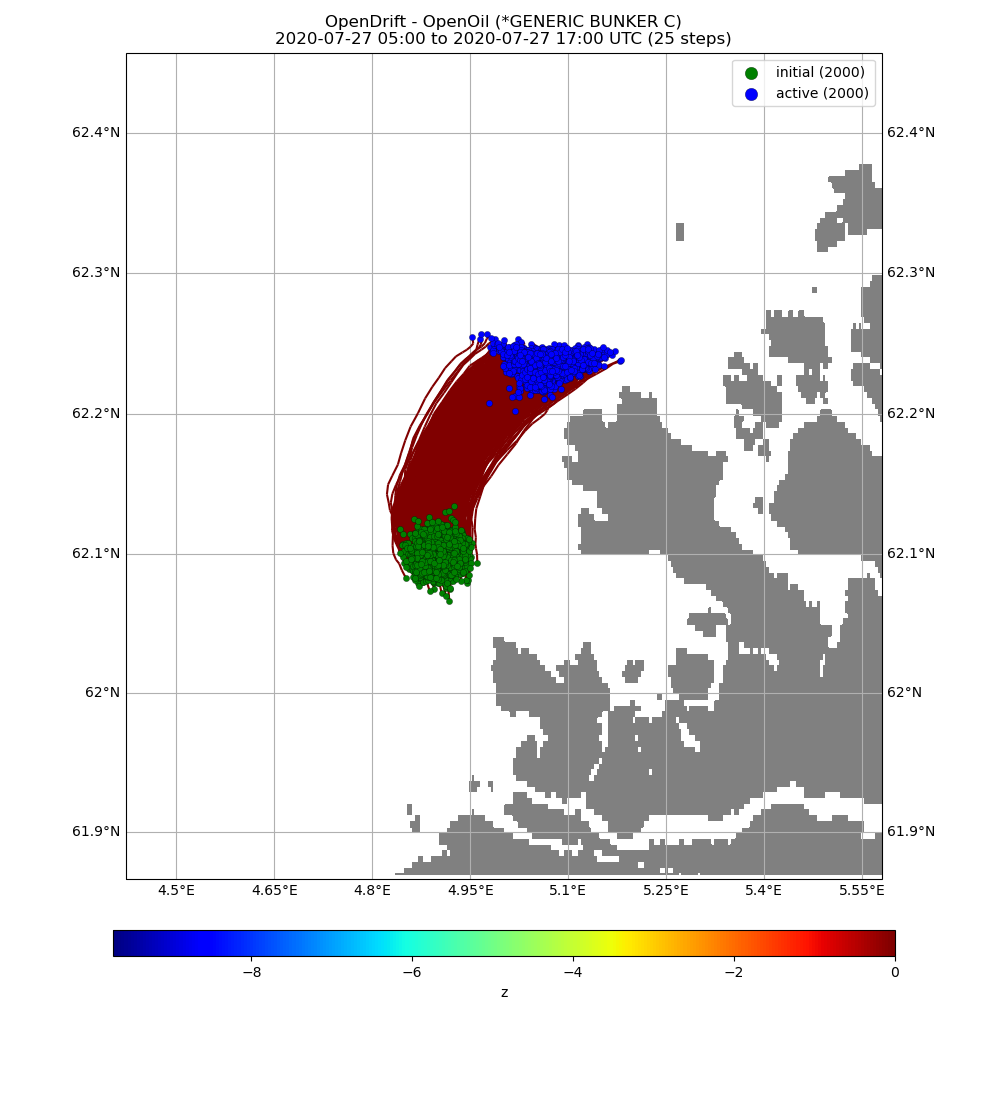 OpenDrift - OpenOil (*GENERIC BUNKER C)
2020-07-27 05:00 to 2020-07-27 17:00 UTC (25 steps)
initial (2000)
active (2000)
62.4°N 62.4°N
62.3°N 62.3°N
62.2°N 62.2°N
62.1°N 62.1°N
62°N 62°N
61.9°N 61.9°N
4.5°E 4.65°E 4.8°E 4.95°E 5.1°E 5.25°E 5.4°E 5.55°E
−8 −6 −4 −2 0
z